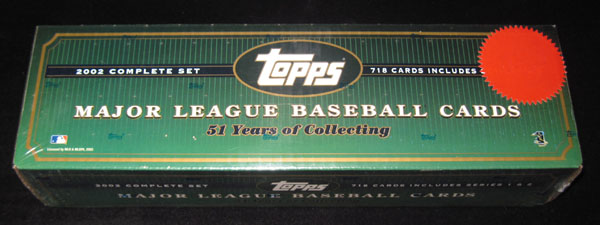 2002 COMPLETE SET
Topps
718 CARDS INCLUDES
MAJOR LEAGUE BASEBALL CARDS
51 Years of Collecting
2002 COMPLETE SET
Topps
718 CARDS INCLUDES SERIES 1 & 2
MAJOR LEAGUE BASEBALL CARDS